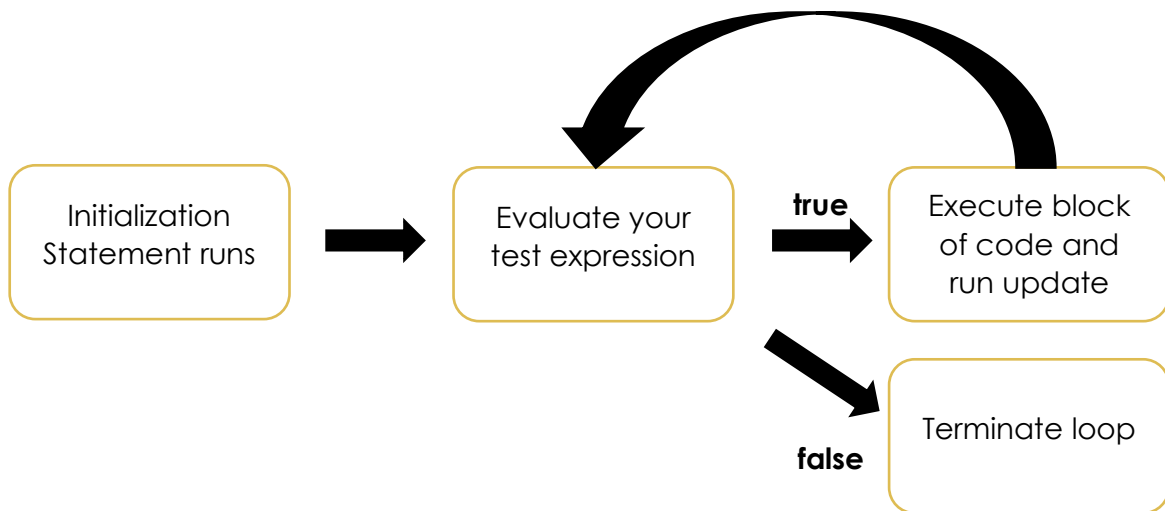 Initialization
Statement runs
Evaluate your
test expression
true
Execute block
of code and
run update
false
Terminate loop